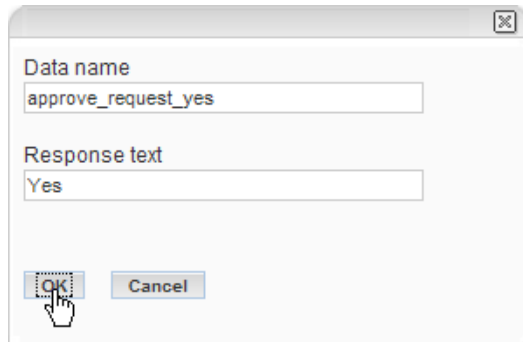 Data name
approve_request_yes
Response text
Yes
OK Cancel